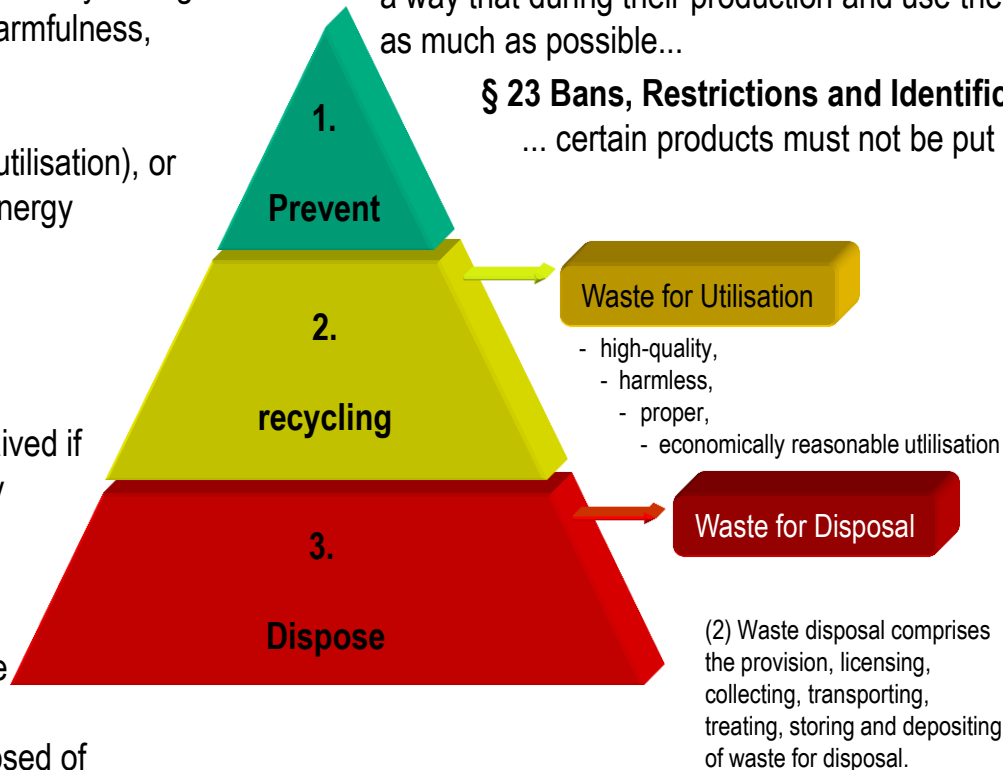 armfulness,
a way that during their production and use the
as much as possible...
§ 23 Bans, Restrictions and Identific
... certain products must not be put
utilisation), or
nergy
1.
Prevent
Waste for Utilisation
- high-quality,
- harmless,
- proper,
- economically reasonable utlilisation
2.
recycling
ived if
y
Waste for Disposal
3.
Dispose
(2) Waste disposal comprises
the provision, licensing,
collecting, transporting,
treating, storing and depositing
of waste for disposal.
e
osed of